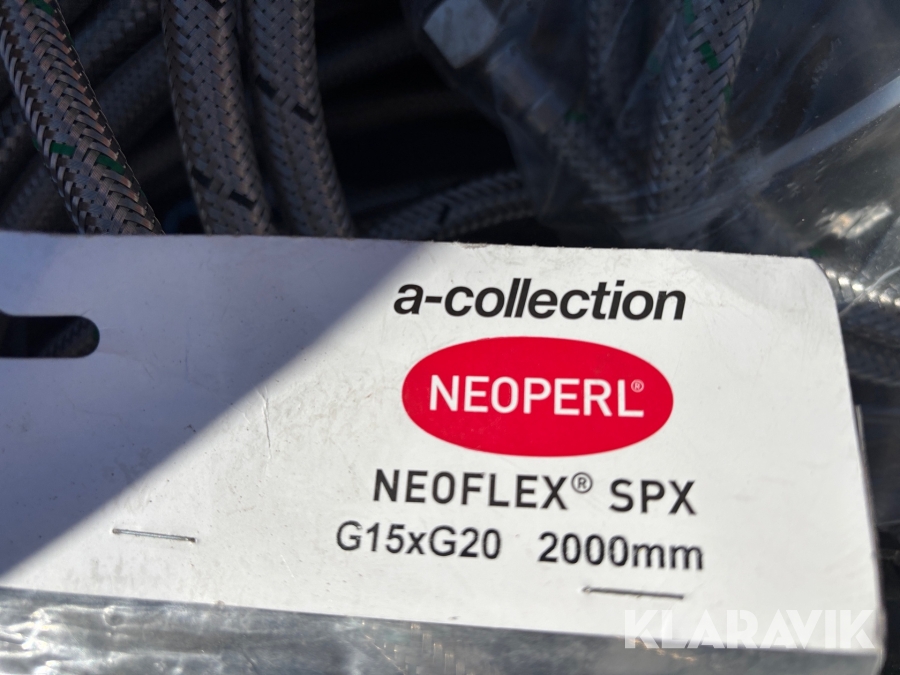 a-collection
NEOPERL®
NEOFLEX® SPX
G15xG20 2000mm
KLARAVIK